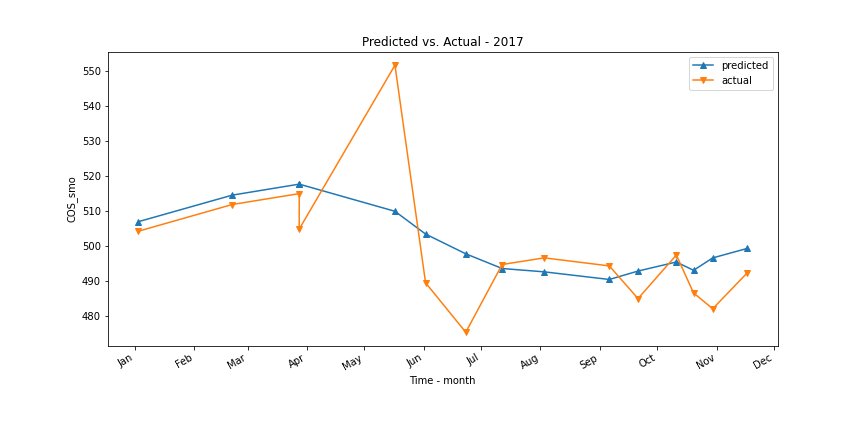 Predicted vs. Actual - 2017
predicted
actual
COS_smo
550
540
530
520
510
500
490
480
Jan Feb Mar Apr May Jun Jul Aug Sep Oct Nov Dec
Time - month